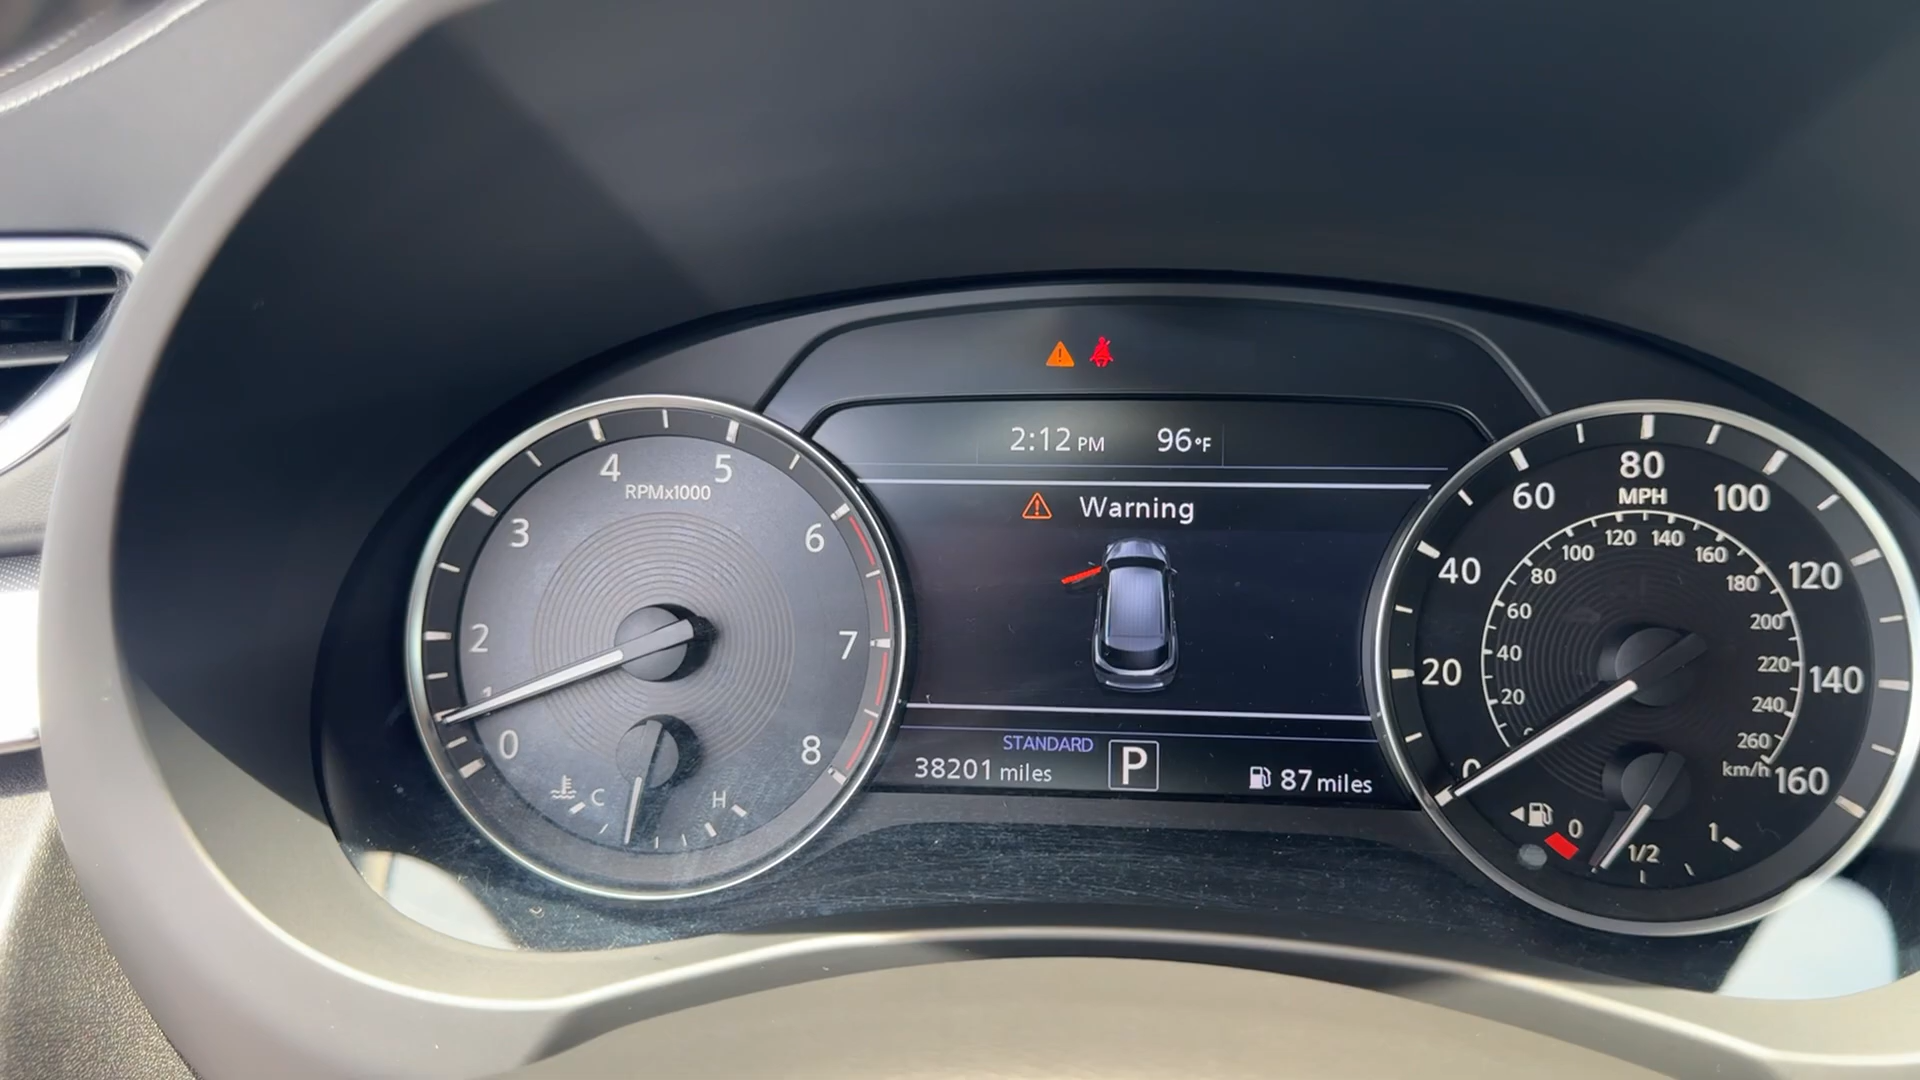 2:12 PM 96°F
Warning
STANDARD
38201 miles P 87 miles
0 1 2 3 4 5 6 7 8
RPMx1000
C H
0 20 40 60 80 100 120 140 160
MPH
20 40 60 80 100 120 140 160 180 200 220 240 260
km/h
0 1/2 1